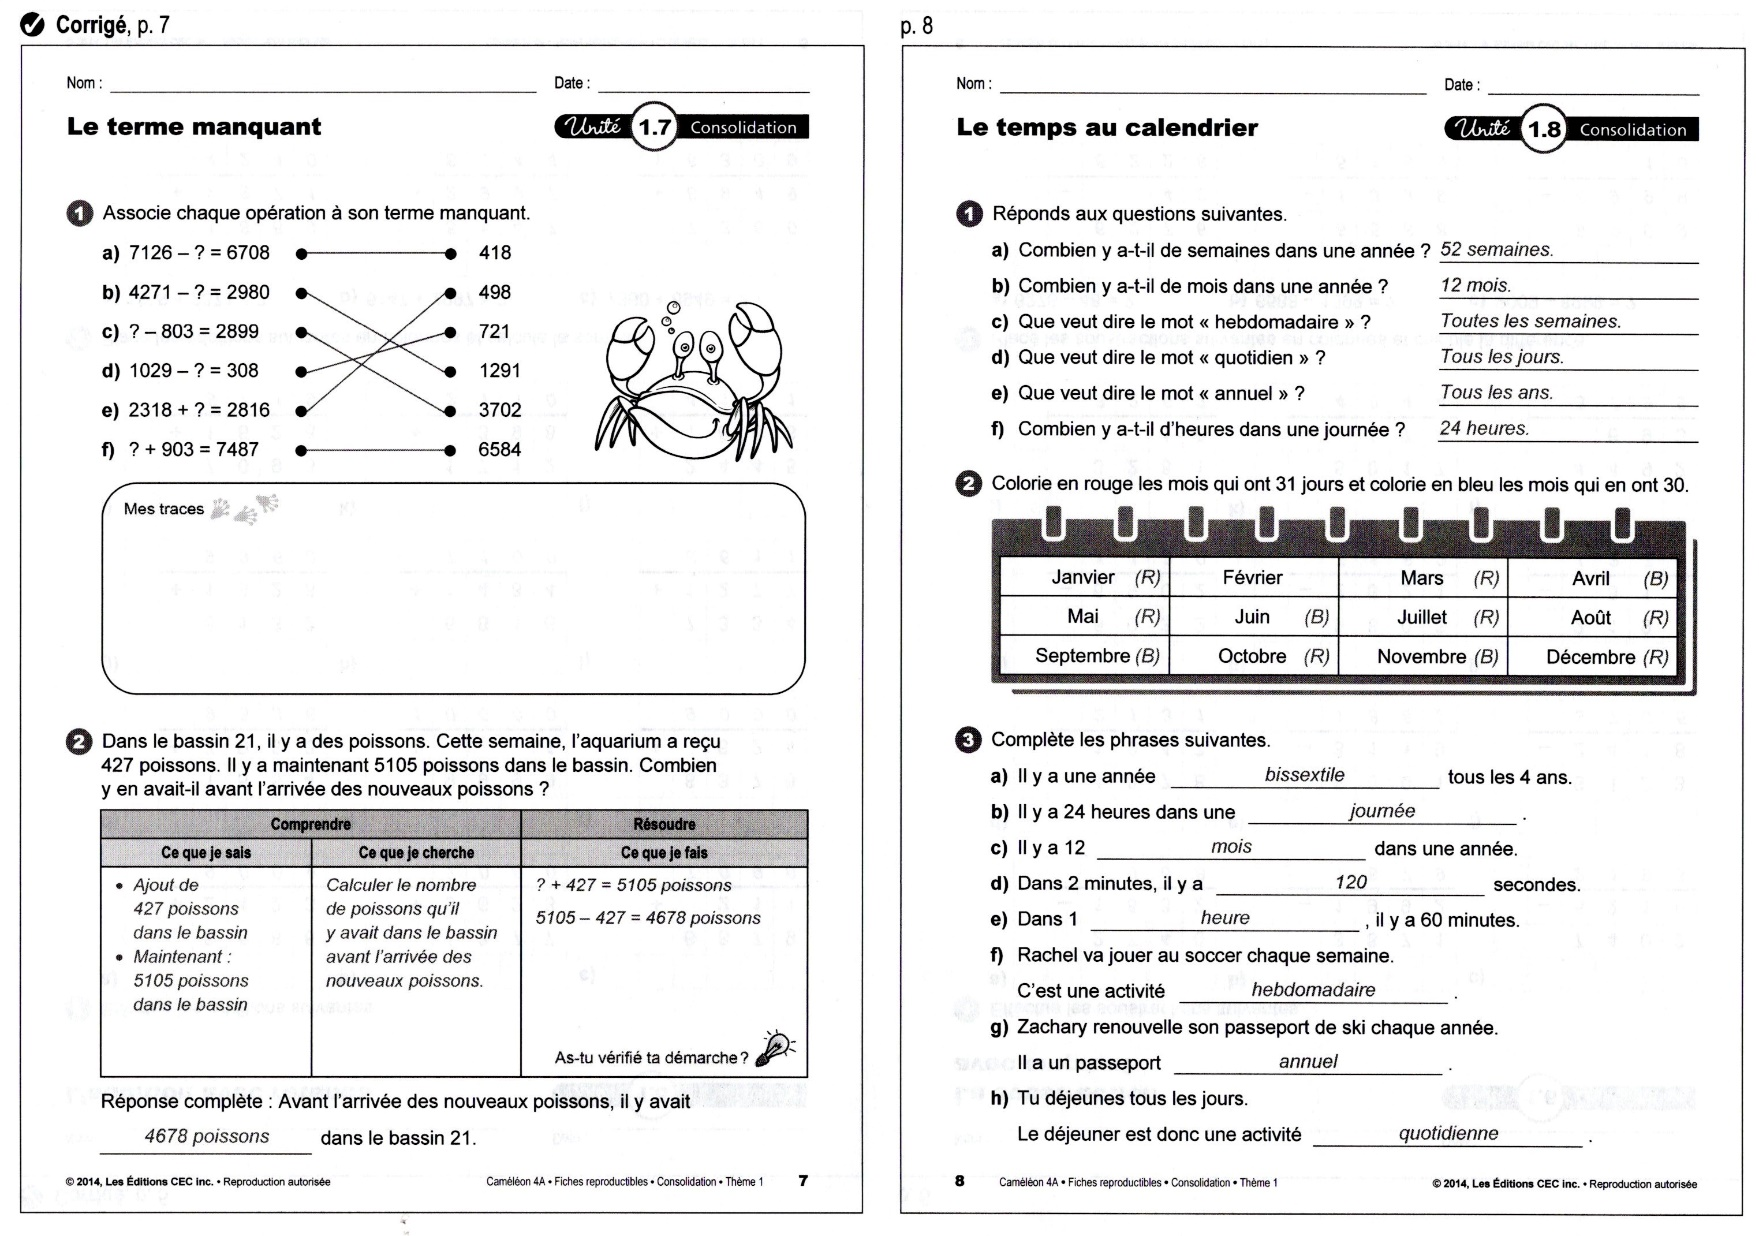 Corrigé, p. 7
Nom :
Date :
Le terme manquant
Unité 1.7 Consolidation
1 Associe chaque opération à son terme manquant.
a) 7126 – ? = 6708 418
b) 4271 – ? = 2980 498
c) ? – 803 = 2899 721
d) 1029 – ? = 308 1291
e) 2318 + ? = 2816 3702
f) ? + 903 = 7487 6584
Mes traces
2 Dans le bassin 21, il y a des poissons. Cette semaine, l'aquarium a reçu
427 poissons. Il y a maintenant 5105 poissons dans le bassin. Combien
y en avait-il avant l'arrivée des nouveaux poissons ?
Comprendre Résoudre
Ce que je sais Ce que je cherche Ce que je fais
• Ajout de
427 poissons
dans le bassin
• Maintenant :
5105 poissons
dans le bassin
Calculer le nombre
de poissons qu'il
y avait dans le bassin
avant l'arrivée des
nouveaux poissons.
? + 427 = 5105 poissons
5105 – 427 = 4678 poissons
As-tu vérifié ta démarche ?
Réponse complète : Avant l'arrivée des nouveaux poissons, il y avait
4678 poissons dans le bassin 21.
© 2014, Les Éditions CEC inc. • Reproduction autorisée
Caméléon 4A • Fiches reproductibles • Consolidation • Thème 1 7
p. 8
Nom :
Date :
Le temps au calendrier
Unité 1.8 Consolidation
1 Réponds aux questions suivantes.
a) Combien y a-t-il de semaines dans une année ? 52 semaines.
b) Combien y a-t-il de mois dans une année ? 12 mois.
c) Que veut dire le mot « hebdomadaire » ? Toutes les semaines.
d) Que veut dire le mot « quotidien » ? Tous les jours.
e) Que veut dire le mot « annuel » ? Tous les ans.
f) Combien y a-t-il d'heures dans une journée ? 24 heures.
2 Colorie en rouge les mois qui ont 31 jours et colorie en bleu les mois qui en ont 30.
Janvier (R) Février Mars (R) Avril (B)
Mai (R) Juin (B) Juillet (R) Août (R)
Septembre (B) Octobre (R) Novembre (B) Décembre (R)
3 Complète les phrases suivantes.
a) Il y a une année bissextile tous les 4 ans.
b) Il y a 24 heures dans une journée .
c) Il y a 12 mois dans une année.
d) Dans 2 minutes, il y a 120 secondes.
e) Dans 1 heure , il y a 60 minutes.
f) Rachel va jouer au soccer chaque semaine.
C'est une activité hebdomadaire .
g) Zachary renouvelle son passeport de ski chaque année.
Il a un passeport annuel .
h) Tu déjeunes tous les jours.
Le déjeuner est donc une activité quotidienne .
8 Caméléon 4A • Fiches reproductibles • Consolidation • Thème 1
© 2014, Les Éditions CEC inc. • Reproduction autorisée